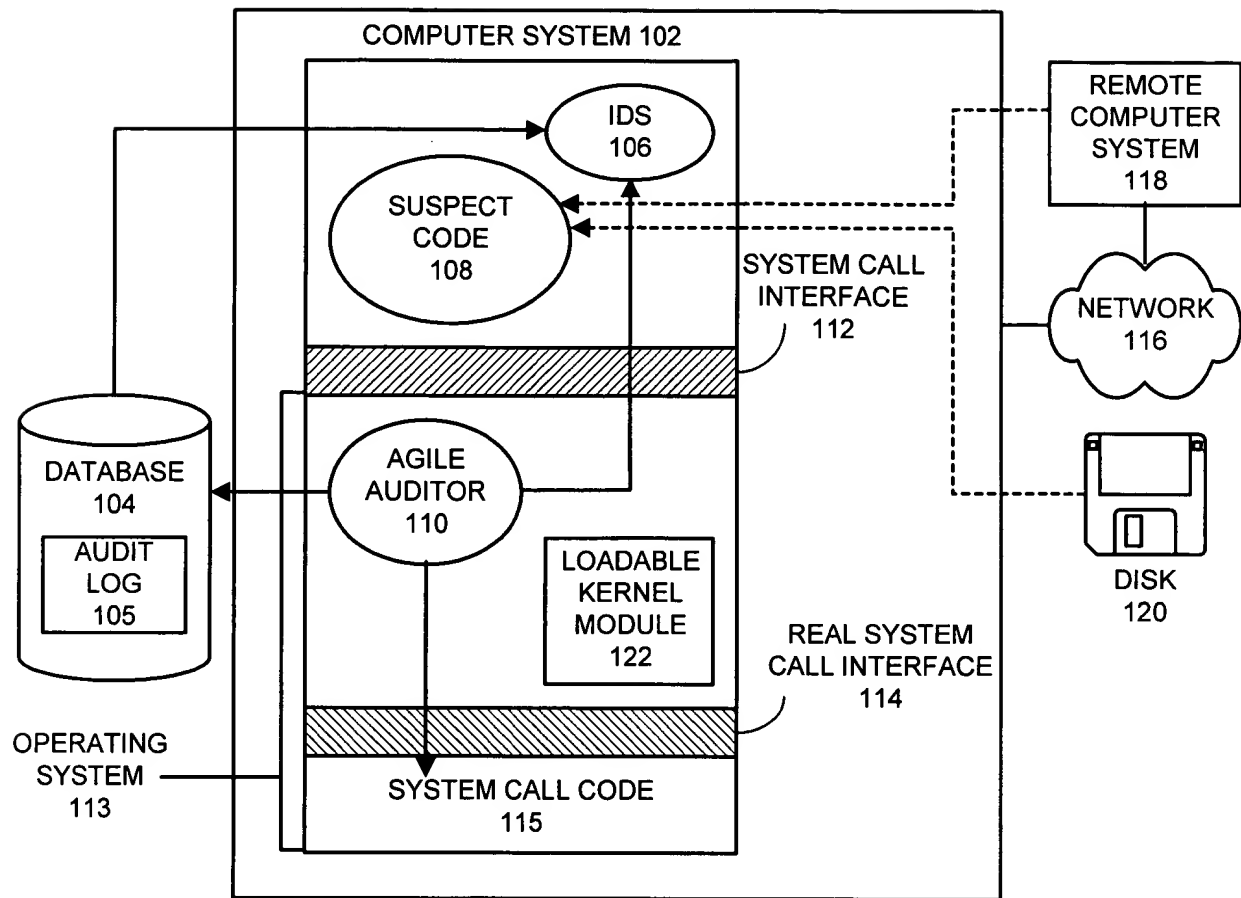 COMPUTER SYSTEM 102
IDS
106
SUSPECT
CODE
108
REMOTE
COMPUTER
SYSTEM
118
SYSTEM CALL
INTERFACE
112
NETWORK
116
DATABASE
104
AUDIT
LOG
105
AGILE
AUDITOR
110
LOADABLE
KERNEL
MODULE
122
DISK
120
REAL SYSTEM
CALL INTERFACE
114
OPERATING
SYSTEM
113
SYSTEM CALL CODE
115